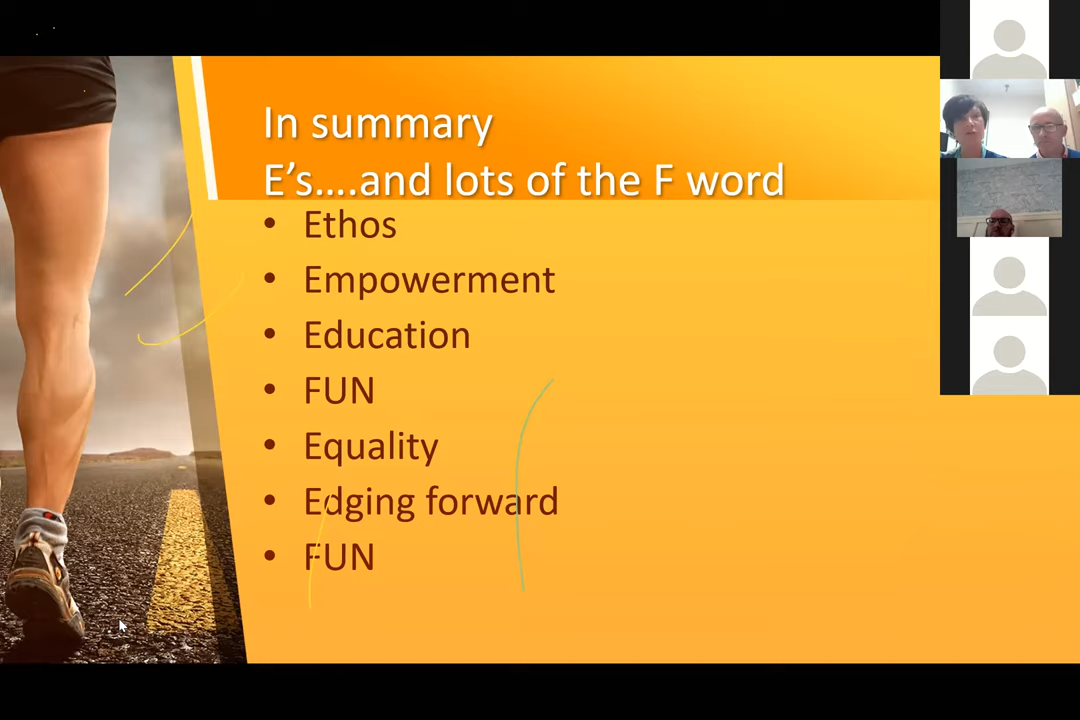 In summary
E’s....and lots of the F word
• Ethos
• Empowerment
• Education
• FUN
• Equality
• Edging forward
• FUN